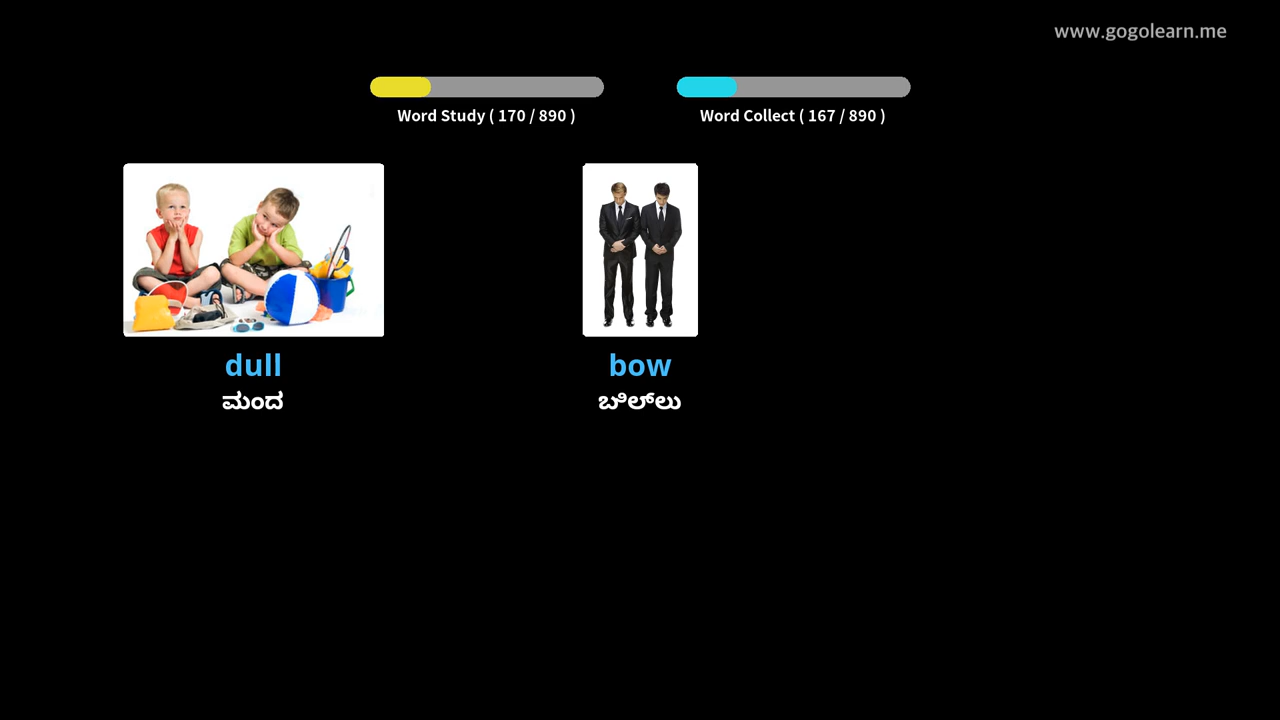 www.gogolearn.me
Word Study ( 170 / 890 )
Word Collect ( 167 / 890 )
dull
ಮಂದ
bow
ಬಿಲ್ಲು